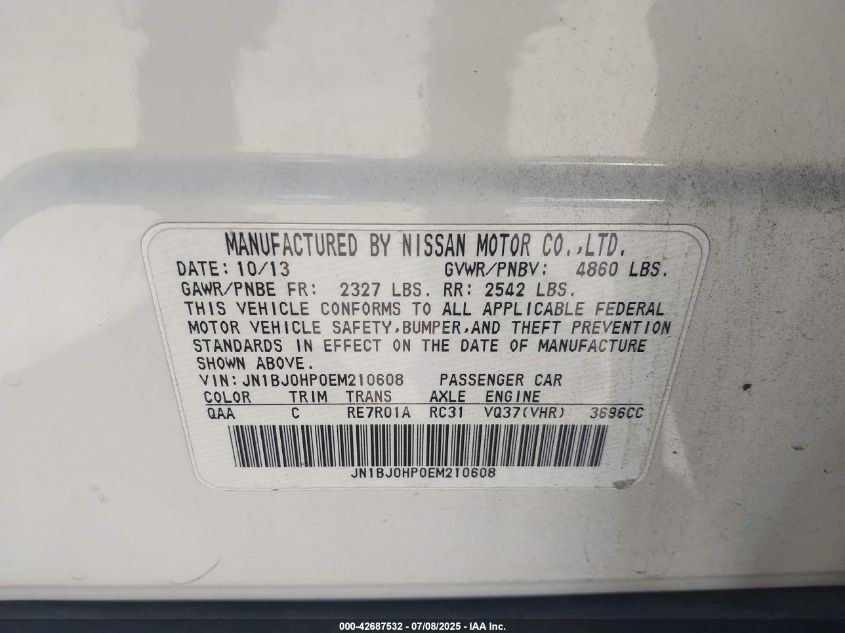 MANUFACTURED BY NISSAN MOTOR CO.,LTD.
DATE: 10/13 GVWR/PNBV: 4860 LBS.
GAWR/PNBE FR: 2327 LBS. RR: 2542 LBS.
THIS VEHICLE CONFORMS TO ALL APPLICABLE FEDERAL
MOTOR VEHICLE SAFETY,BUMPER,AND THEFT PREVENTION
STANDARDS IN EFFECT ON THE DATE OF MANUFACTURE
SHOWN ABOVE.
VIN:JN1BJ0HP0EM210608 PASSENGER CAR
COLOR TRIM TRANS AXLE ENGINE
QAA C RE7R01A RC31 VQ37(VHR) 3696CC
JN1BJ0HP0EM210608
000-42687532 - 07/08/2025 - IAA Inc.